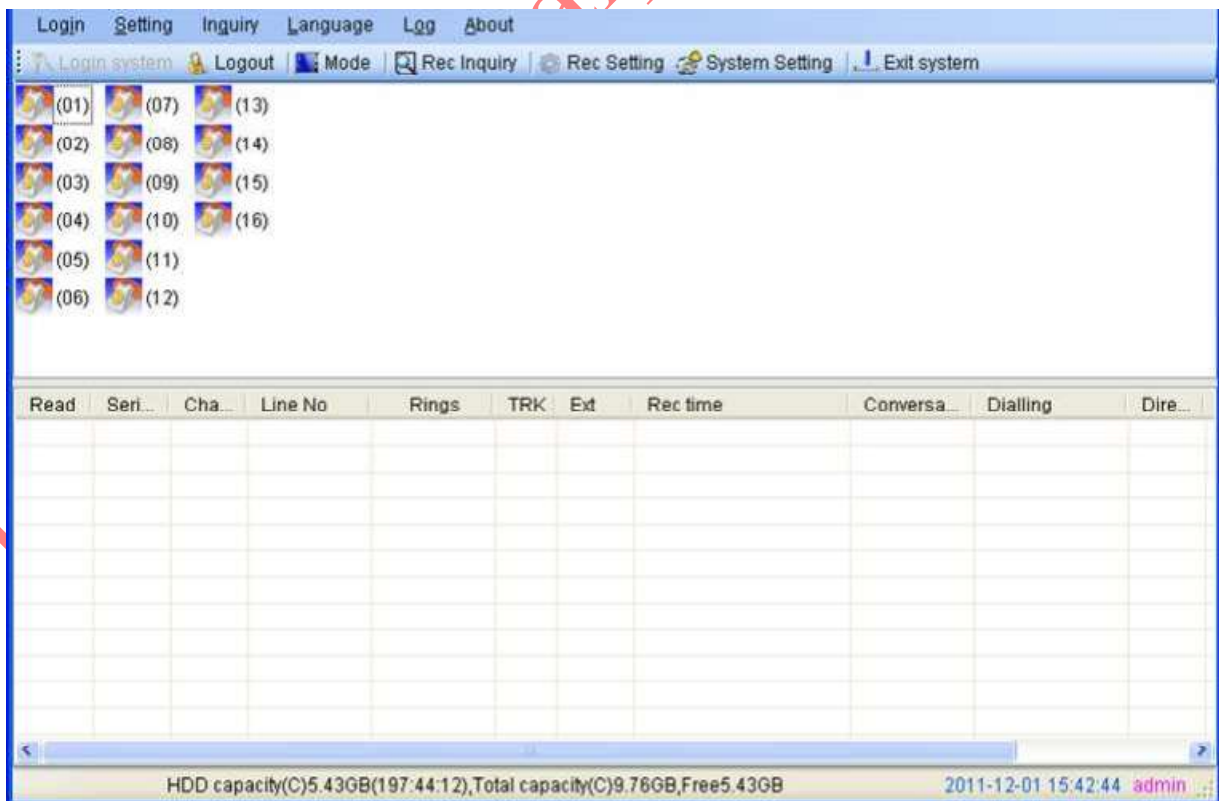 Login Setting Inquiry Language Log About
Login system Logout Mode Rec Inquiry Rec Setting System Setting Exit system
(01) (07) (13)
(02) (08) (14)
(03) (09) (15)
(04) (10) (16)
(05) (11)
(06) (12)
Read Seri... Cha... Line No Rings TRK Ext Rec time Conversa... Dialling Dire...
HDD capacity(C)5.43GB(197:44:12),Total capacity(C)9.76GB,Free5.43GB 2011-12-01 15:42:44 admin